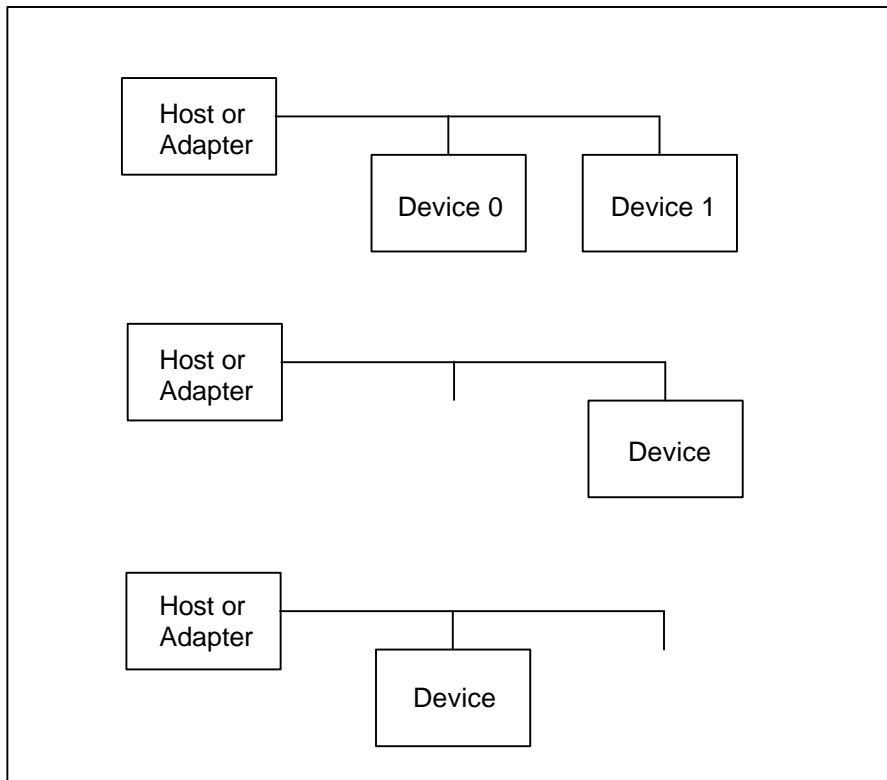 Host or
Adapter
Device 0
Device 1
Host or
Adapter
Device
Host or
Adapter
Device